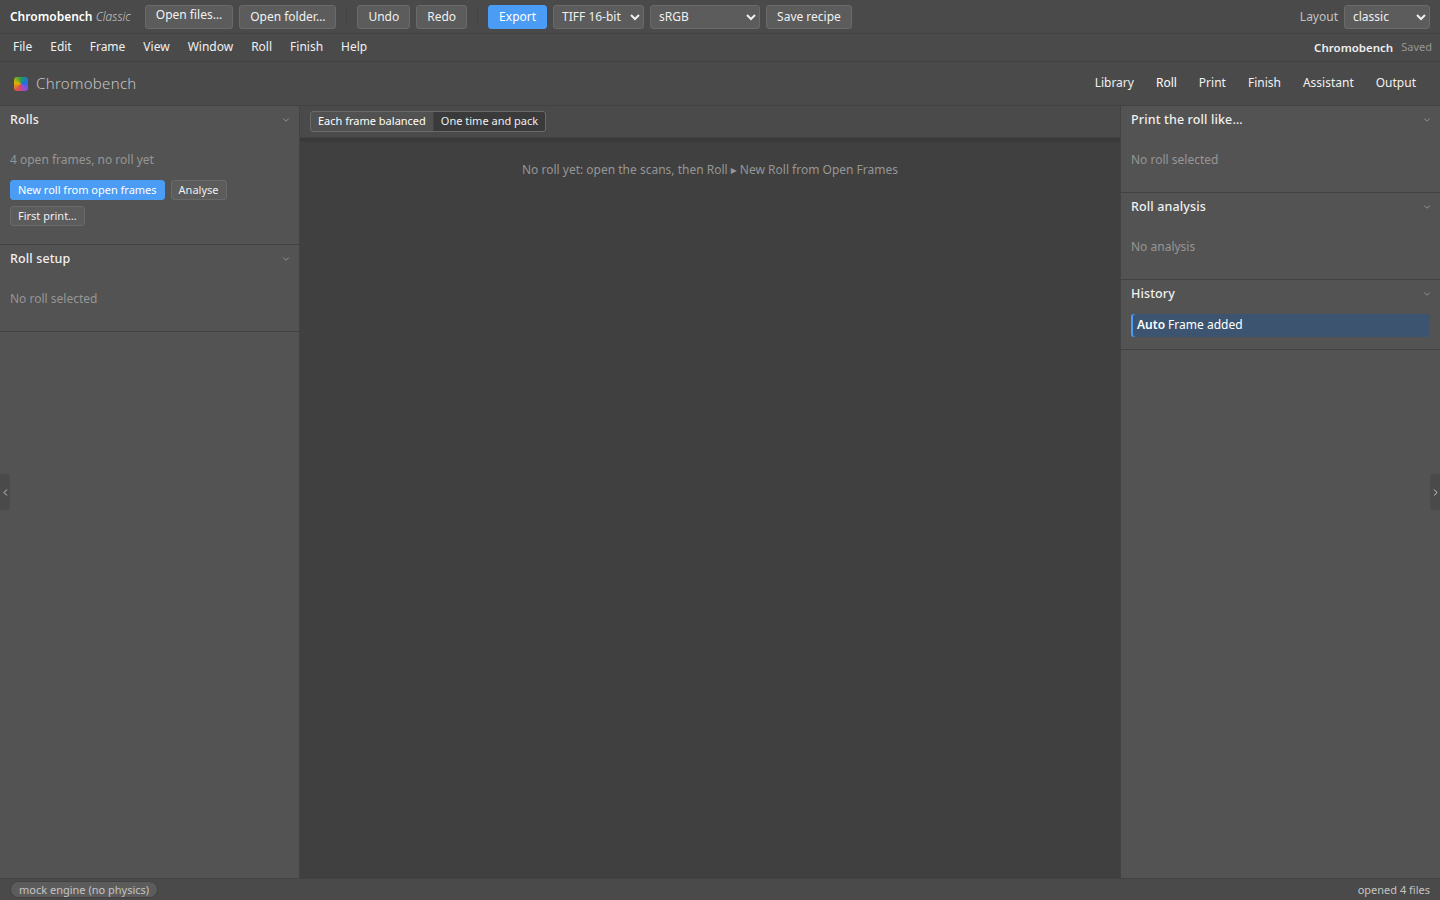 Chromobench Classic Open files... Open folder... Undo Redo Export TIFF 16-bit sRGB Save recipe Layout classic
File Edit Frame View Window Roll Finish Help Chromobench Saved
Chromobench Library Roll Print Finish Assistant Output
Rolls
4 open frames, no roll yet
New roll from open frames Analyse
First print...
Roll setup
No roll selected
Each frame balanced One time and pack
No roll yet: open the scans, then Roll ▸ New Roll from Open Frames
Print the roll like...
No roll selected
Roll analysis
No analysis
History
Auto Frame added
mock engine (no physics) opened 4 files